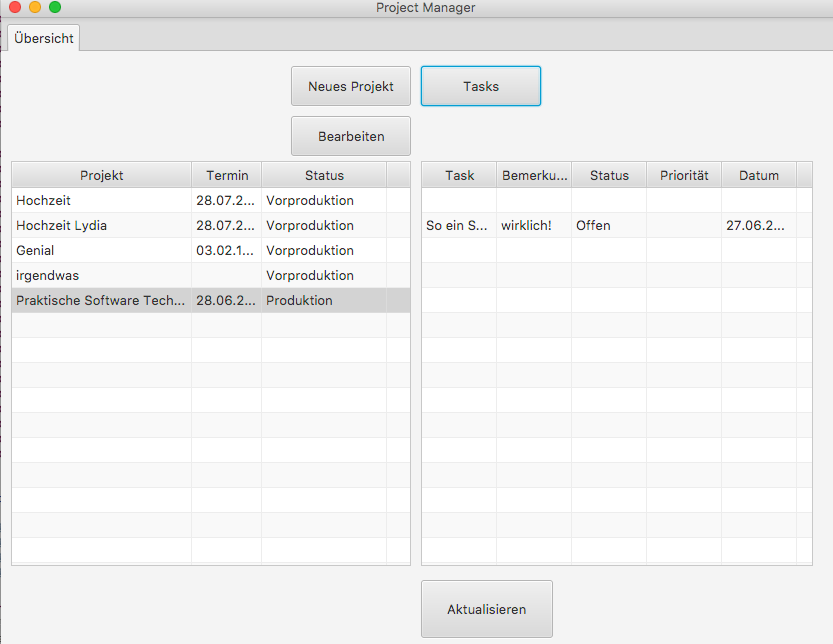 Project Manager
Übersicht
Neues Projekt Tasks
Bearbeiten
Projekt Termin Status
Hochzeit 28.07.2... Vorproduktion
Hochzeit Lydia 28.07.2... Vorproduktion
Genial 03.02.1... Vorproduktion
irgendwas Vorproduktion
Praktische Software Tech... 28.06.2... Produktion
Task Bemerku... Status Priorität Datum
So ein S... wirklich! Offen 27.06.2...
Aktualisieren